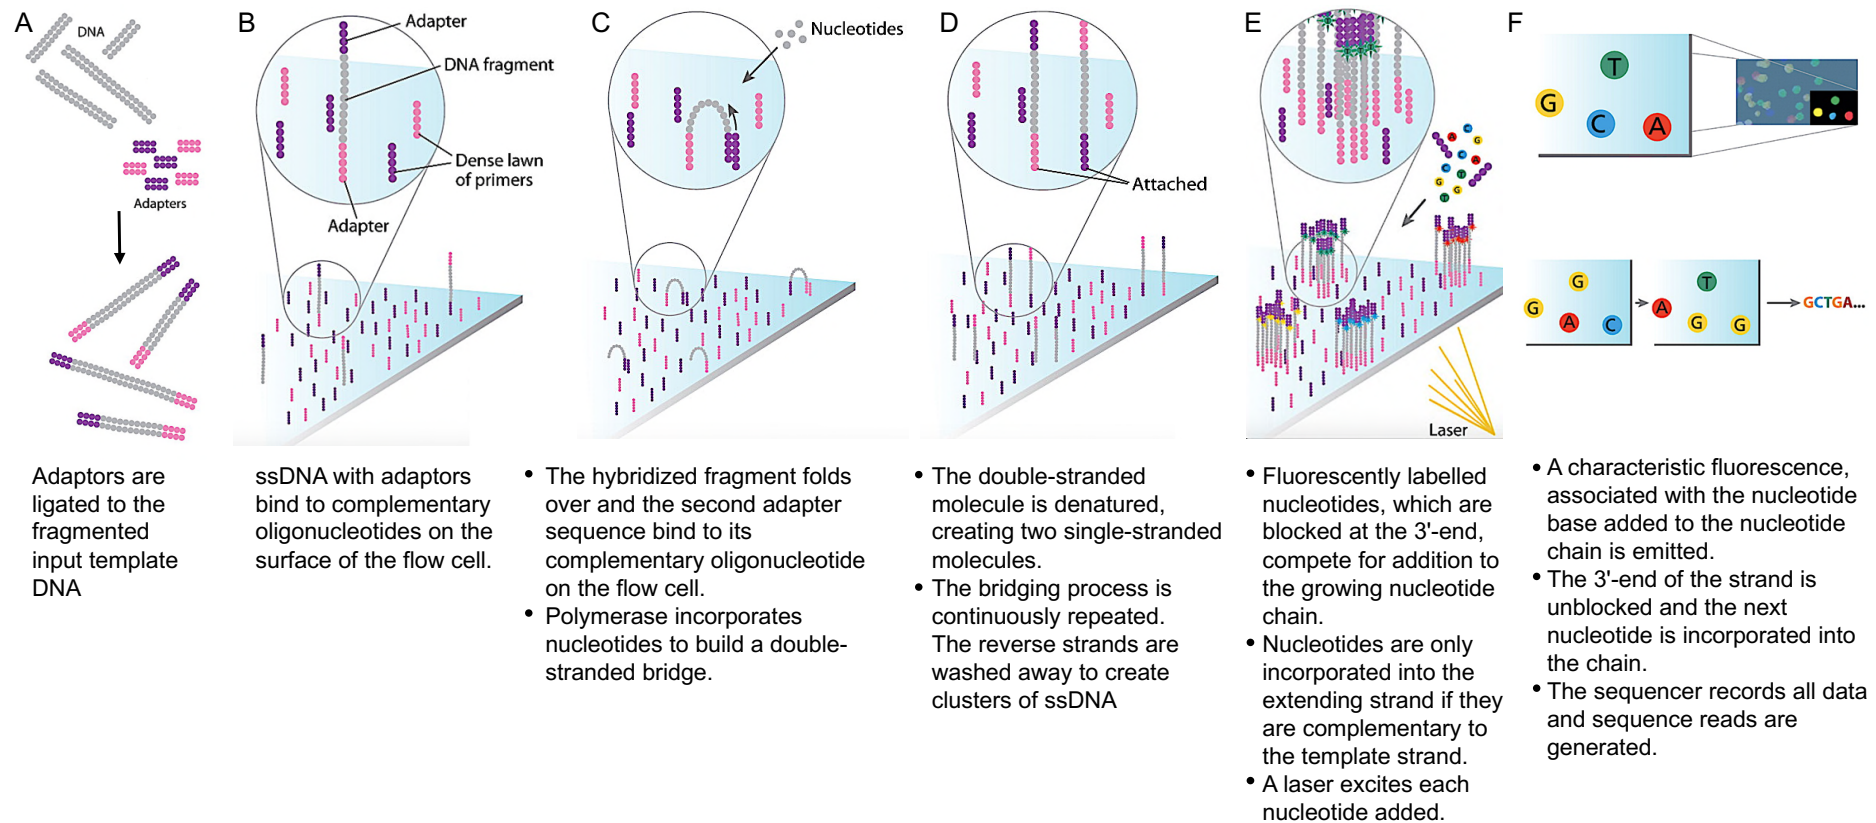 A
DNA
Adapters
Adaptors are
ligated to the
fragmented
input template
DNA
B
Adapter
DNA fragment
Dense lawn
of primers
Adapter
ssDNA with adaptors
bind to complementary
oligonucleotides on the
surface of the flow cell.
C
Nucleotides
• The hybridized fragment folds
over and the second adapter
sequence bind to its
complementary oligonucleotide
on the flow cell.
• Polymerase incorporates
nucleotides to build a double-
stranded bridge.
D
Attached
• The double-stranded
molecule is denatured,
creating two single-stranded
molecules.
• The bridging process is
continuously repeated.
The reverse strands are
washed away to create
clusters of ssDNA
E
A C G
C A
C T
G G
T
Laser
• Fluorescently labelled
nucleotides, which are
blocked at the 3'-end,
compete for addition to
the growing nucleotide
chain.
• Nucleotides are only
incorporated into the
extending strand if they
are complementary to
the template strand.
• A laser excites each
nucleotide added.
F
T
G
C A
G
G
A C
T
A
G G
GCTGA...
• A characteristic fluorescence,
associated with the nucleotide
base added to the nucleotide
chain is emitted.
• The 3'-end of the strand is
unblocked and the next
nucleotide is incorporated into
the chain.
• The sequencer records all data
and sequence reads are
generated.